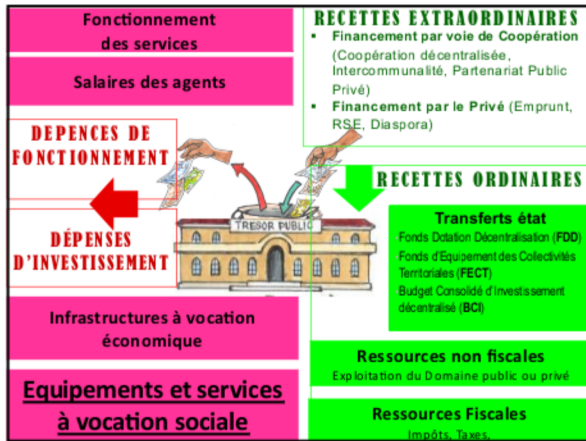 Fonctionnement
des services
Salaires des agents
DEPENCES DE
FONCTIONNEMENT
DÉPENSES
D'INVESTISSEMENT
Infrastructures à vocation
économique
Equipements et services
à vocation sociale
TRESOR PUBLIC
RECETTES EXTRAORDINAIRES
▪ Financement par voie de Coopération
(Coopération décentralisée,
Intercommunalité, Partenariat Public
Privé)
▪ Financement par le Privé (Emprunt,
RSE, Diaspora)
RECETTES ORDINAIRES
Transferts état
Fonds Dotation Décentralisation (FDD)
Fonds d'Equipement des Collectivités
Territoriales (FECT)
Budget Consolidé d'Investissement
décentralisé (BCI)
Ressources non fiscales
Exploitation du Domaine public ou privé
Ressources Fiscales
Impôts, Taxes,